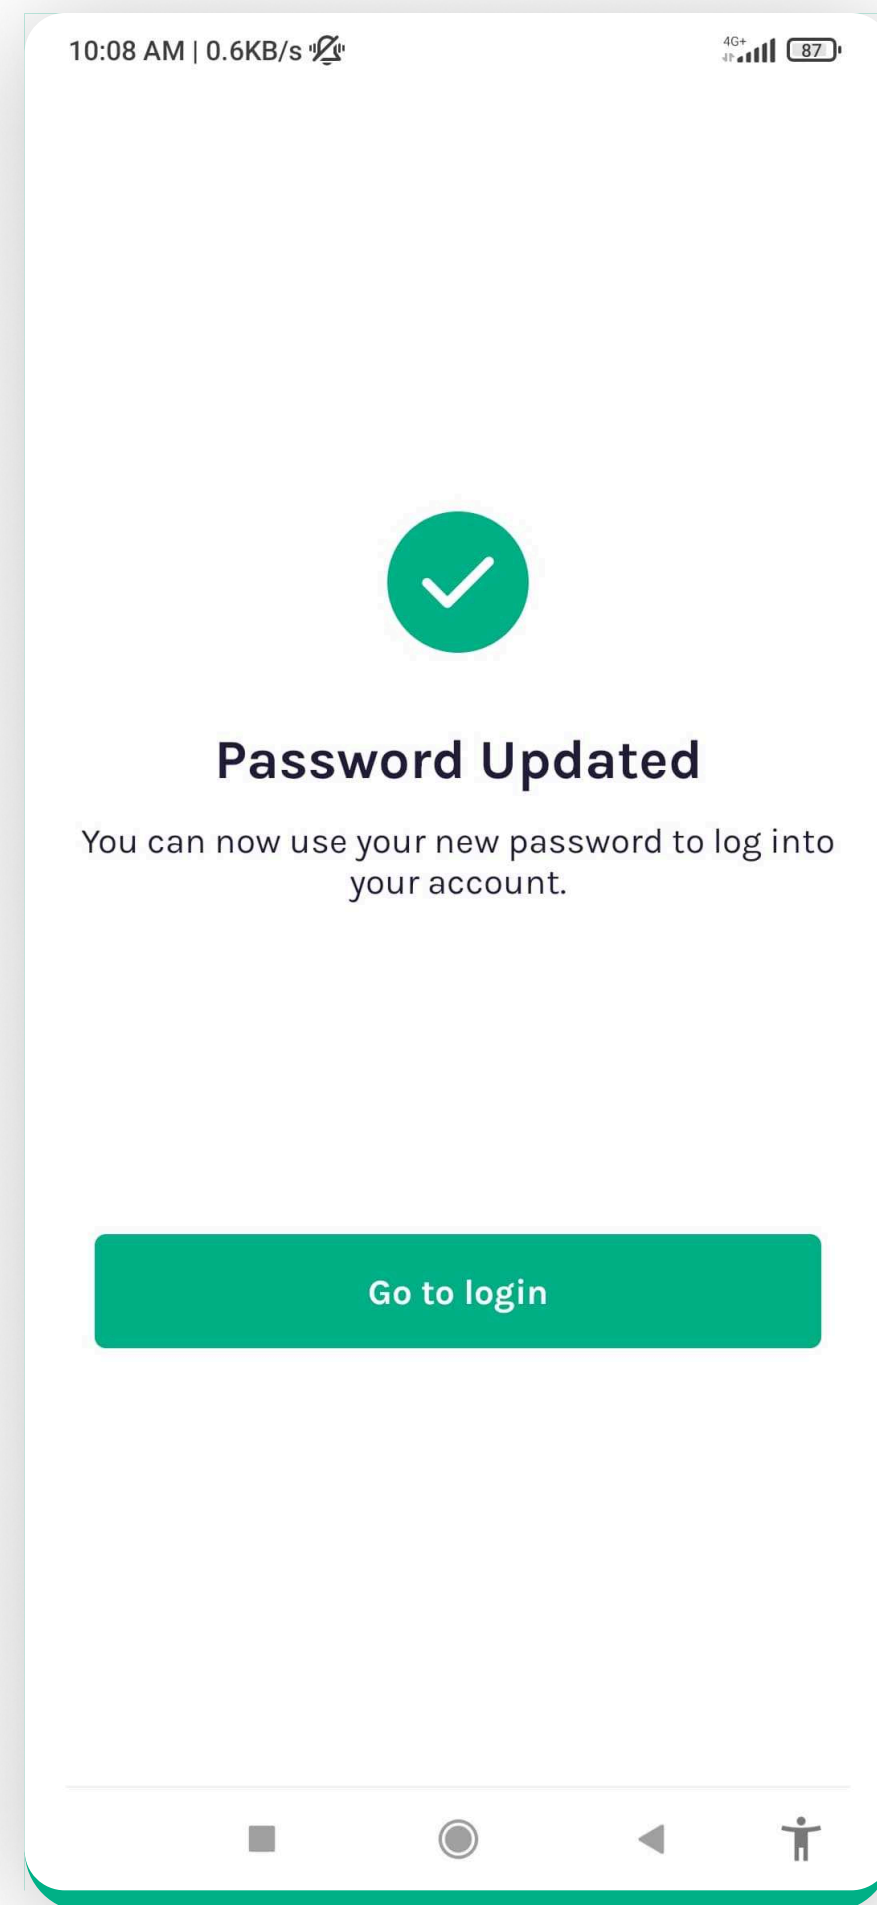 10:08 AM | 0.6KB/s
4G+
87
Password Updated
You can now use your new password to log into
your account.
Go to login